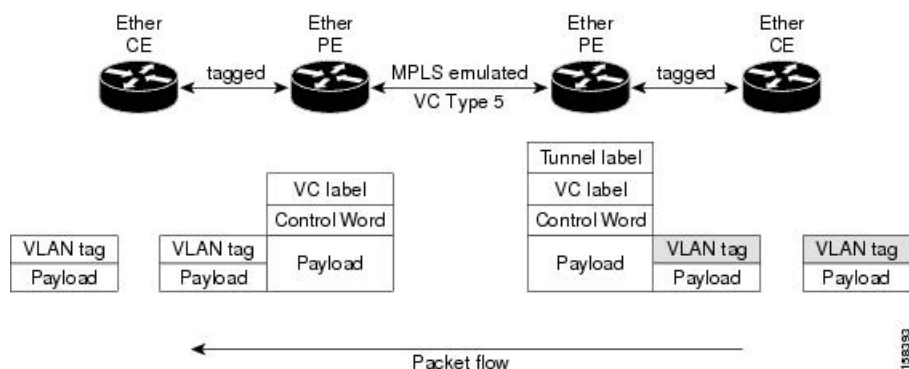 Ether
CE
Ether
PE
Ether
PE
Ether
CE
tagged
MPLS emulated
VC Type 5
tagged
Tunnel label
VC label
VC label
Control Word
Control Word
VLAN tag
VLAN tag
Payload
Payload
VLAN tag
VLAN tag
Payload
Payload
Payload
Payload
Packet flow
158393